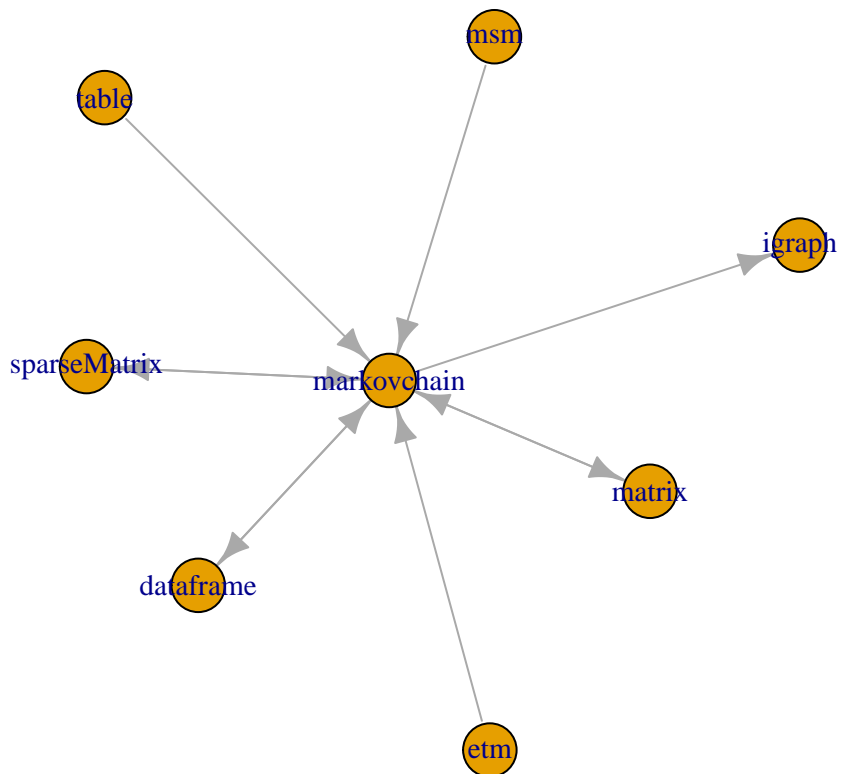 msm
table
igraph
sparseMatrix
markovchain
matrix
dataframe
etm